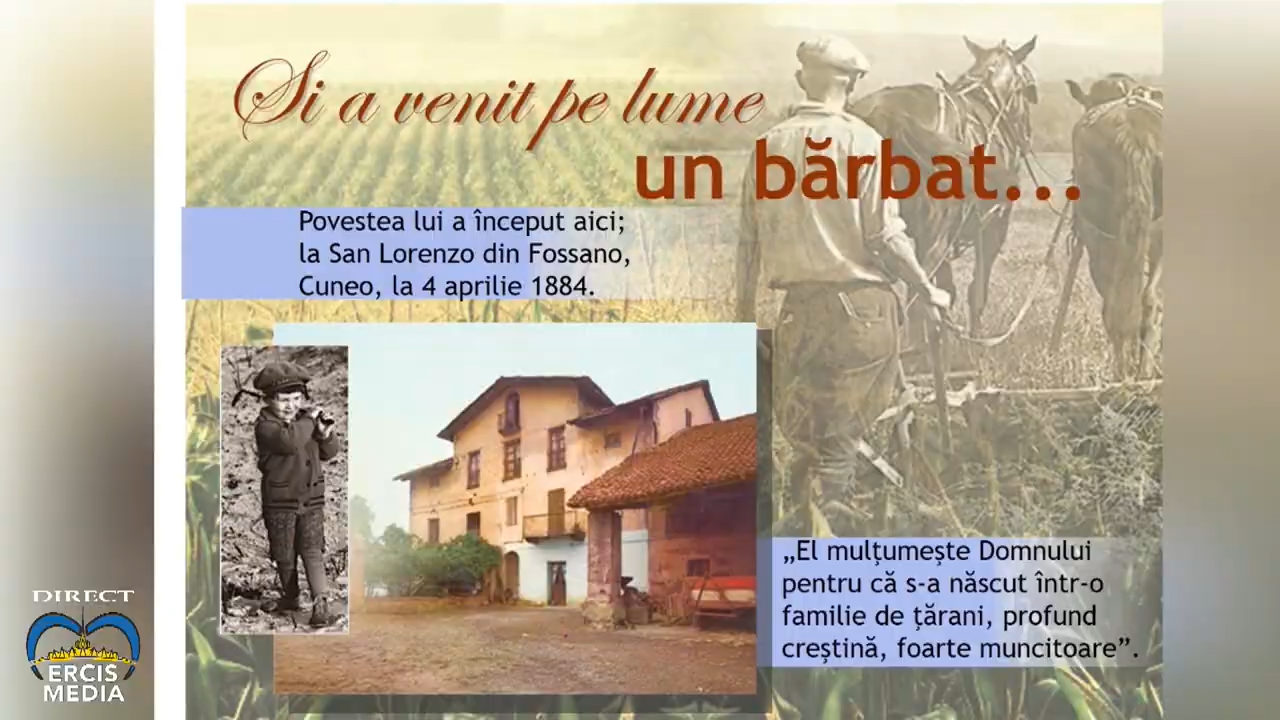 Si a venit pe lume
un bărbat...
Povestea lui a început aici;
la San Lorenzo din Fossano,
Cuneo, la 4 aprilie 1884.
„El mulțumește Domnului
pentru că s-a născut într-o
familie de țărani, profund
creștină, foarte muncitoare”.
DIRECT
ERCIS
MEDIA